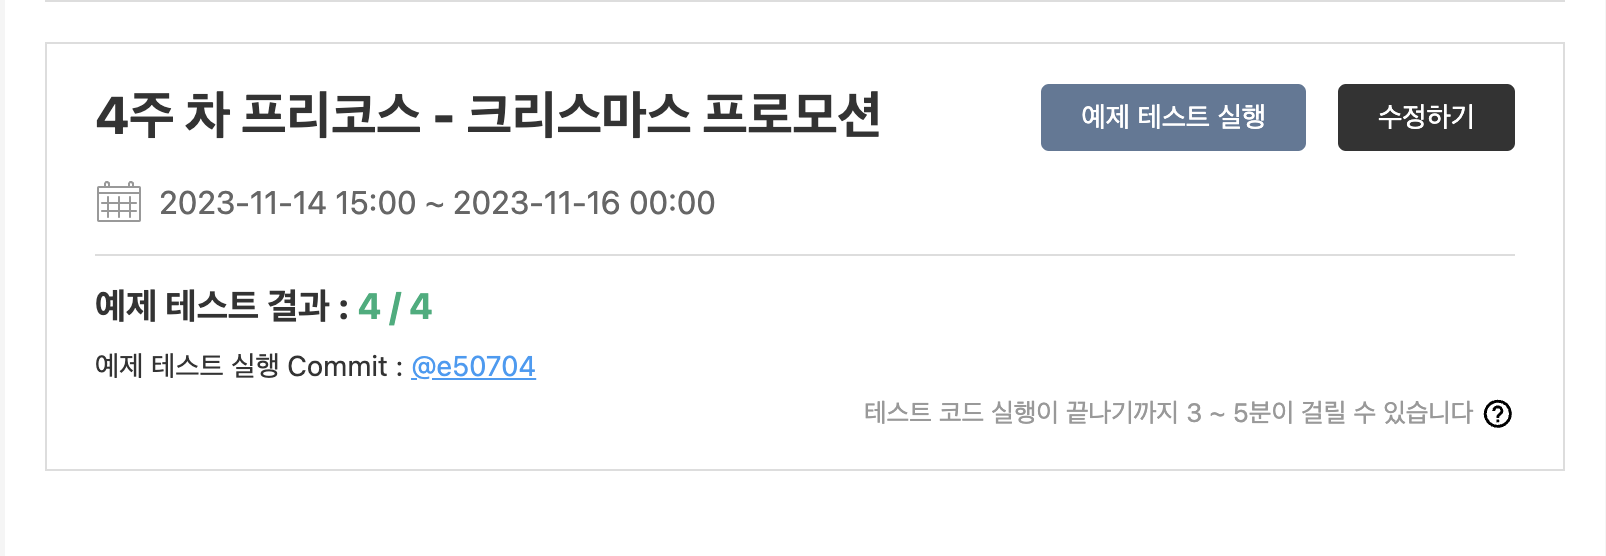 4주 차 프리코스 - 크리스마스 프로모션
예제 테스트 실행
수정하기
2023-11-14 15:00 ~ 2023-11-16 00:00
예제 테스트 결과 : 4 / 4
예제 테스트 실행 Commit : @e50704
테스트 코드 실행이 끝나기까지 3 ~ 5분이 걸릴 수 있습니다 ?